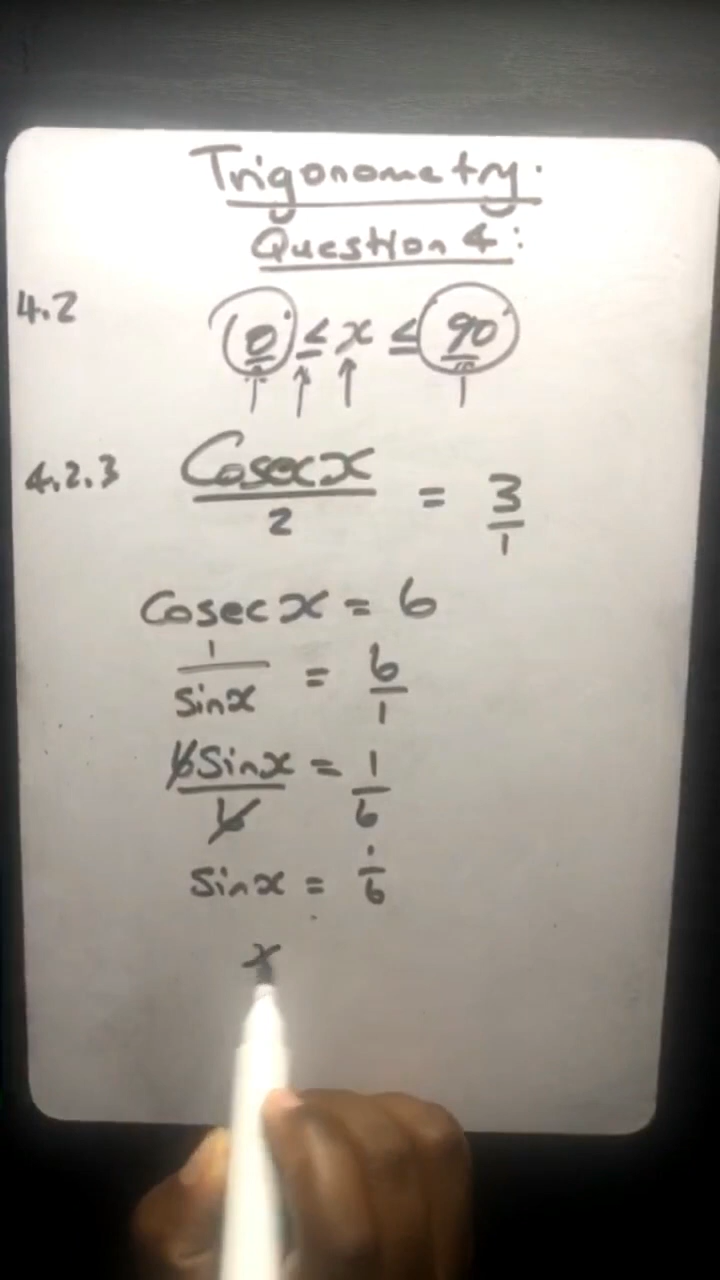 Trigonometry.
Question 4:
4.2 0° ≤ x ≤ 90°
4.2.3 Cosec x / 2 = 3 / 1
Cosec x = 6
1 / sin x = 6 / 1
6 sin x / 6 = 1 / 6
sin x = 1 / 6
x